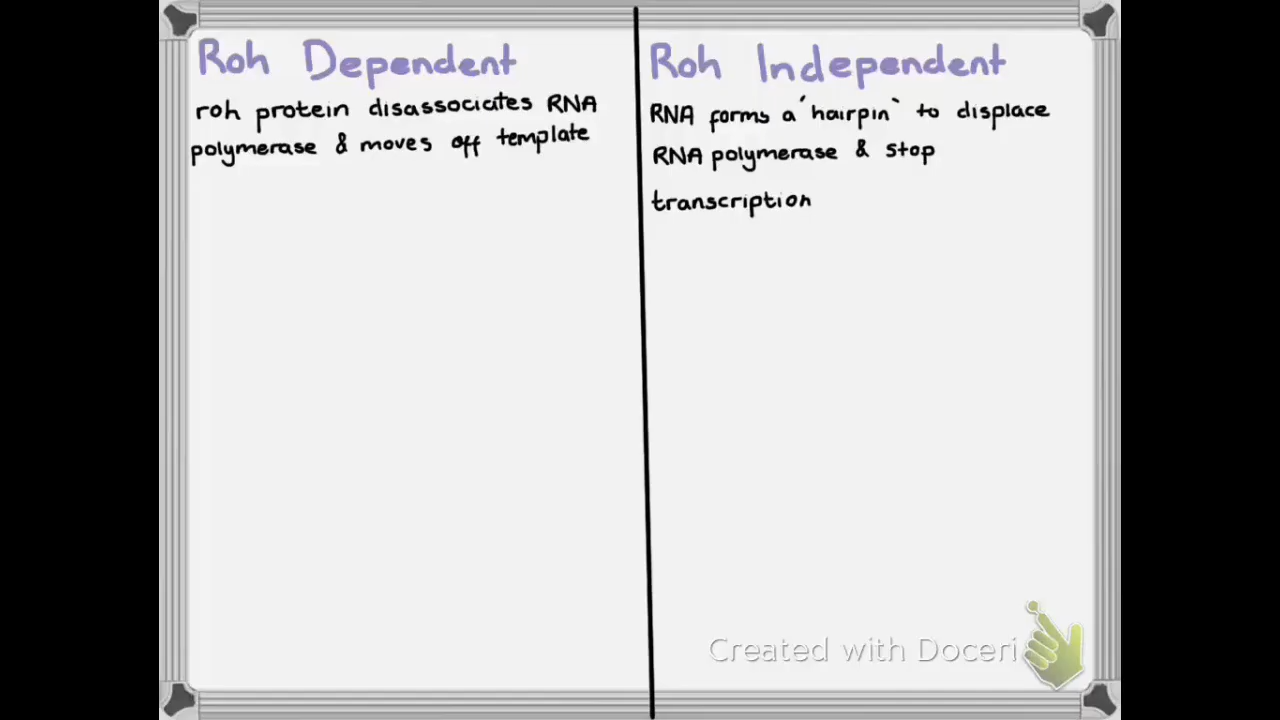 Roh Dependent
roh protein disassociates RNA
polymerase & moves off template
Roh Independent
RNA forms a 'hairpin' to displace
RNA polymerase & stop
transcription
Created with Doceri